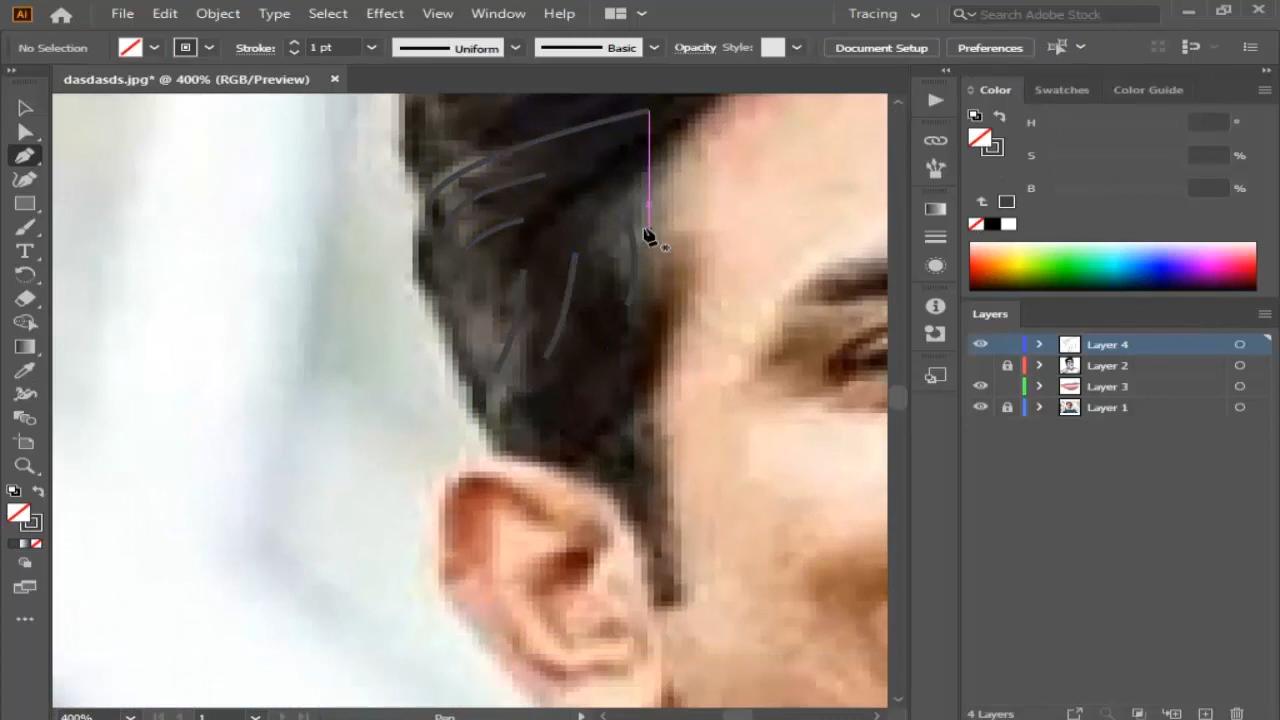 Ai File Edit Object Type Select Effect View Window Help Tracing Search Adobe Stock
No Selection Stroke: 1 pt Uniform Basic Opacity Style: Document Setup Preferences
dasdasds.jpg* @ 400% (RGB/Preview)
Color Swatches Color Guide
H °
S %
B %
Layers
Layer 4
Layer 2
Layer 3
Layer 1
400% 1 Pen 4 Layers